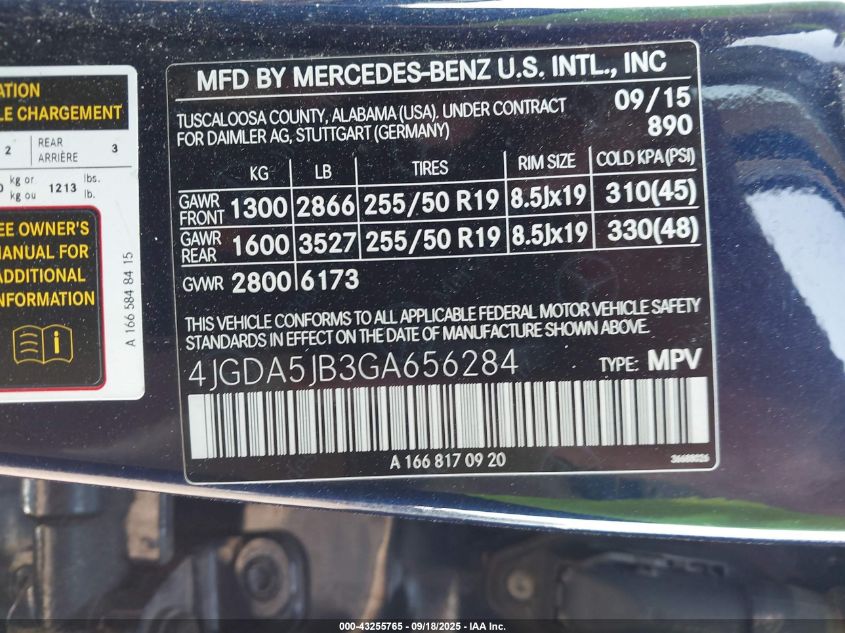 ATION
LE CHARGEMENT
2 REAR ARRIÈRE 3
0 kg or kg ou 1213 lbs. lb.
EE OWNER'S
MANUAL FOR
ADDITIONAL
INFORMATION
A 166 584 84 15
MFD BY MERCEDES-BENZ U.S. INTL., INC
TUSCALOOSA COUNTY, ALABAMA (USA), UNDER CONTRACT
FOR DAIMLER AG, STUTTGART (GERMANY)
09/15
890
KG LB TIRES RIM SIZE COLD KPA(PSI)
GAWR FRONT 1300 2866 255/50 R19 8.5Jx19 310(45)
GAWR REAR 1600 3527 255/50 R19 8.5Jx19 330(48)
GVWR 2800 6173
THIS VEHICLE CONFORMS TO ALL APPLICABLE FEDERAL MOTOR VEHICLE SAFETY
STANDARDS IN EFFECT ON THE DATE OF MANUFACTURE SHOWN ABOVE.
4JGDA5JB3GA656284 TYPE: MPV
A 166 817 09 20
000-43255765 - 09/18/2025 - IAA Inc.